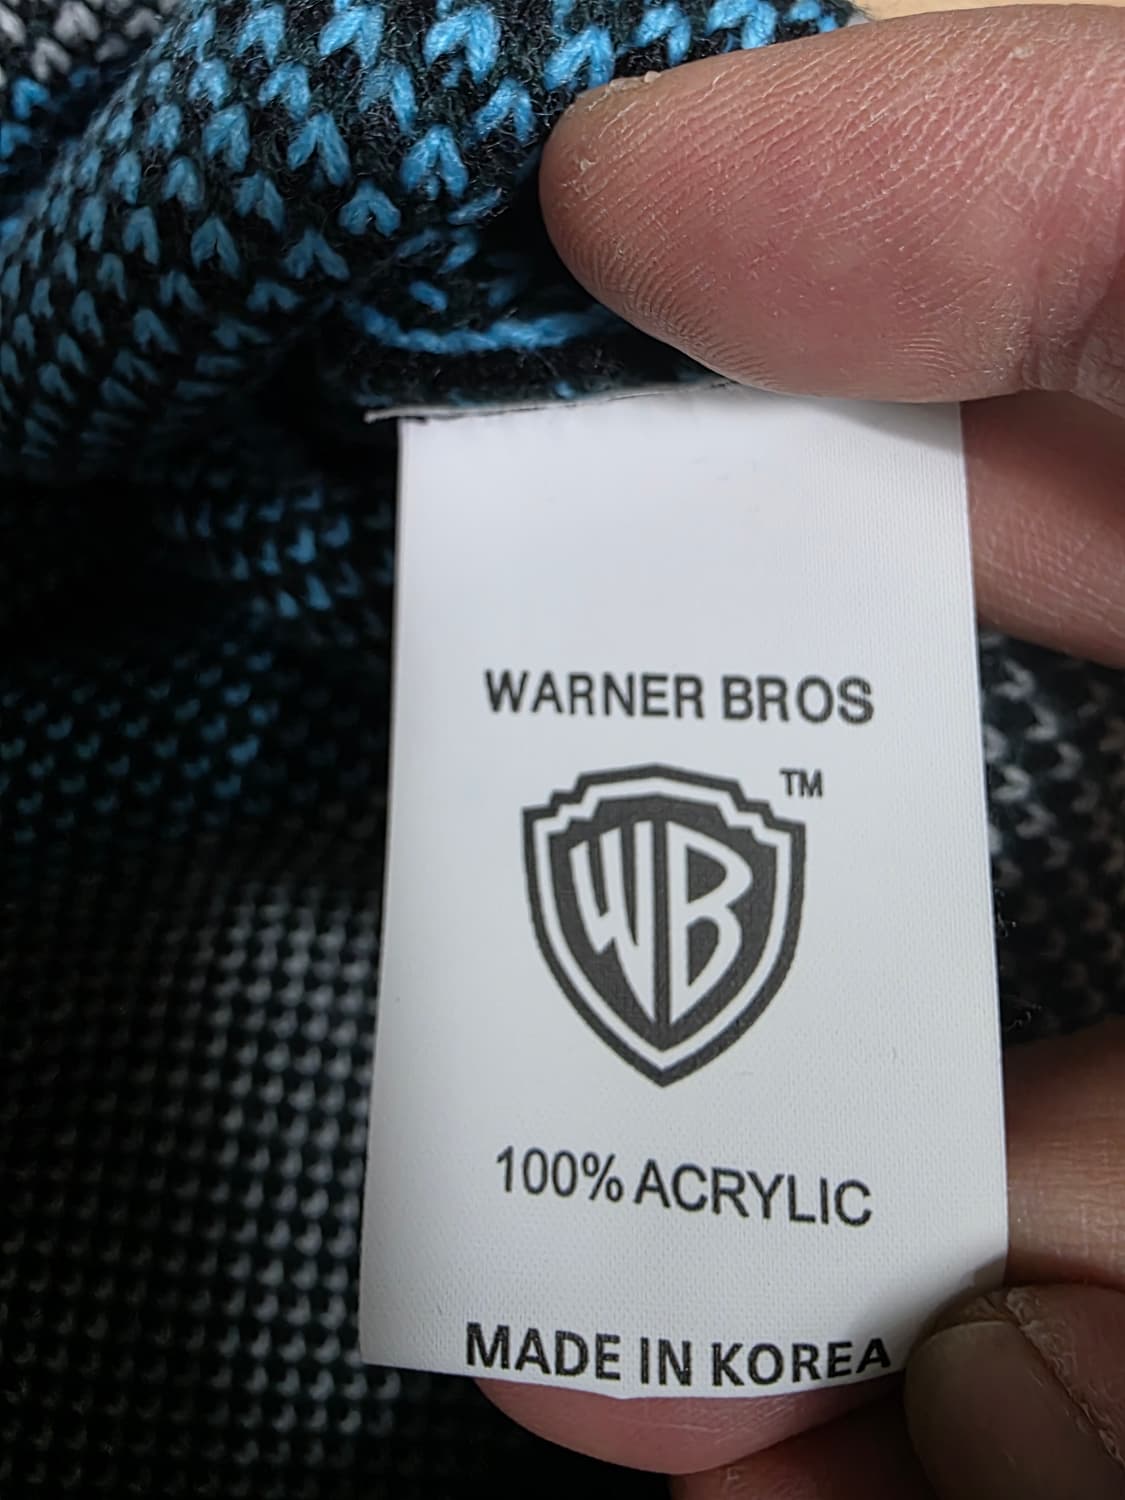 WARNER BROS
TM
WB
100% ACRYLIC
MADE IN KOREA